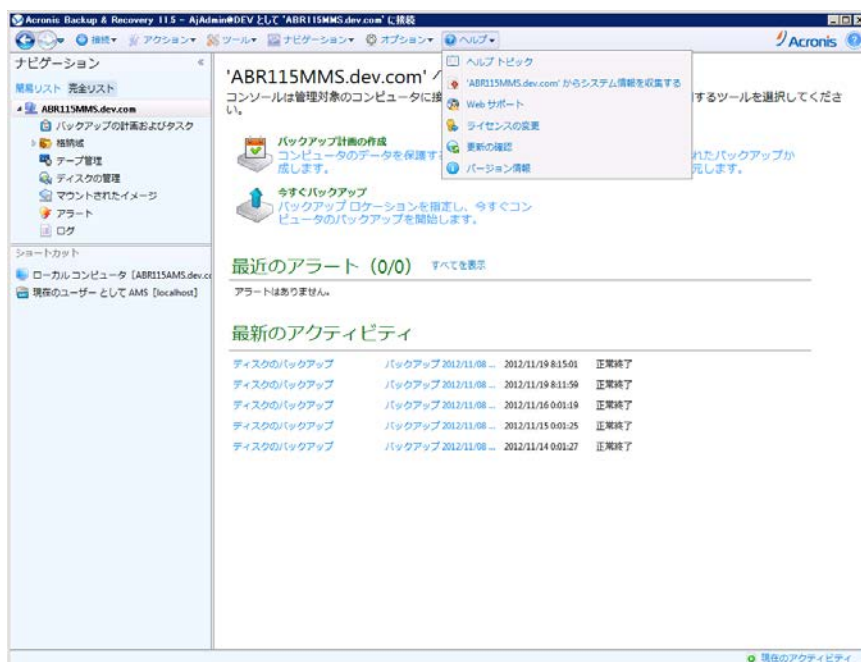 Acronis Backup & Recovery 11.5 - AjAdmin@DEV として 'ABR115MMS.dev.com' に接続
接続 アクション ツール ナビゲーション オプション ヘルプ
Acronis
ナビゲーション
簡易リスト 完全リスト
ABR115MMS.dev.com
バックアップの計画およびタスク
格納域
テープ管理
ディスクの管理
マウントされたイメージ
アラート
ログ
ショートカット
ローカル コンピュータ [ABR115AMS.dev.cc
現在のユーザー として AMS [localhost]
ヘルプ トピック
'ABR115MMS.dev.com' からシステム情報を収集する
Web サポート
ライセンスの変更
更新の確認
バージョン情報
'ABR115MMS.dev.com'
コンソールは管理対象のコンピュータに接
するツールを選択してくださ
い。
バックアップ計画の作成
コンピュータのデータを保護す
れたバックアップか
成します。
元します。
今すぐバックアップ
バックアップ ロケーションを指定し、今すぐコン
ピュータのバックアップを開始します。
最近のアラート (0/0) すべてを表示
アラートはありません。
最新のアクティビティ
ディスクのバックアップ バックアップ 2012/11/08 ... 2012/11/19 8:15:01 正常終了
ディスクのバックアップ バックアップ 2012/11/08 ... 2012/11/19 8:11:59 正常終了
ディスクのバックアップ バックアップ 2012/11/08 ... 2012/11/16 0:01:19 正常終了
ディスクのバックアップ バックアップ 2012/11/08 ... 2012/11/15 0:01:25 正常終了
ディスクのバックアップ バックアップ 2012/11/08 ... 2012/11/14 0:01:27 正常終了
現在のアクティビティ